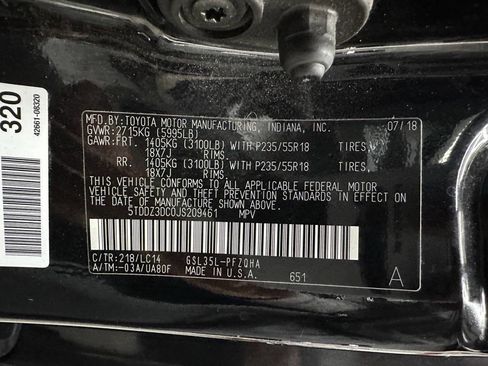 320
42661-08320
MFD.BY:TOYOTA MOTOR MANUFACTURING, INDIANA, INC. 07/18
GVWR:2715KG (5995LB)
GAWR:FRT. 1405KG (3100LB) WITH P235/55R18 TIRES,
18X7J RIMS,
RR. 1405KG (3100LB) WITH P235/55R18 TIRES,
18X7J RIMS.
THIS VEHICLE CONFORMS TO ALL APPLICABLE FEDERAL MOTOR
VEHICLE SAFETY AND THEFT PREVENTION STANDARDS IN EFFECT ON
THE DATE OF MANUFACTURE SHOWN ABOVE.
5TDDZ3DC0JS209461 MPV
C/TR:218/LC14 GSL35L-PFZQHA
A/TM:-03A/UA80F MADE IN U.S.A. 651 A